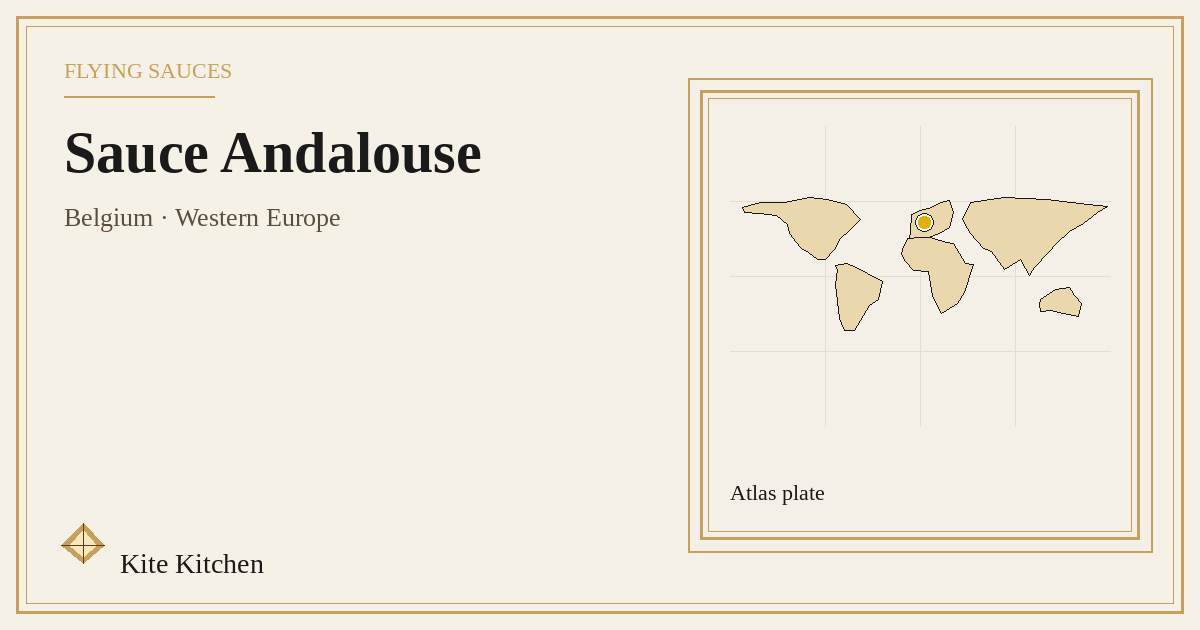 FLYING SAUCES
Sauce Andalouse
Belgium · Western Europe
Atlas plate
Kite Kitchen